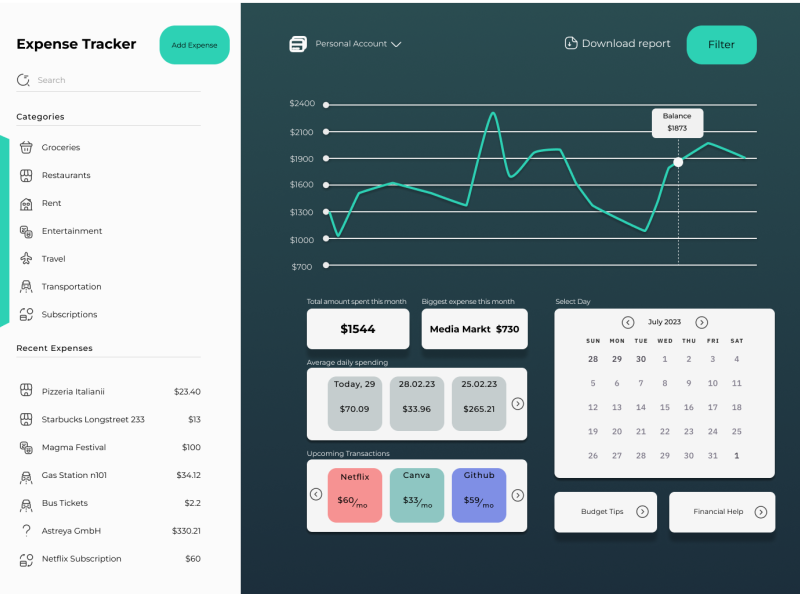 Expense Tracker
Add Expense
Search
Categories
Groceries
Restaurants
Rent
Entertainment
Travel
Transportation
Subscriptions
Recent Expenses
Pizzeria Italianii $23.40
Starbucks Longstreet 233 $13
Magma Festival $100
Gas Station n101 $34.12
Bus Tickets $2.2
Astreya GmbH $330.21
Netflix Subscription $60
Personal Account
Download report
Filter
$2400
$2100
$1900
$1600
$1300
$1000
$700
Balance
$1873
Total amount spent this month
$1544
Biggest expense this month
Media Markt $730
Average daily spending
Today, 29
$70.09
28.02.23
$33.96
25.02.23
$265.21
Upcoming Transactions
Netflix
$60/mo
Canva
$33/mo
Github
$59/mo
Select Day
July 2023
SUN MON TUE WED THU FRI SAT
28 29 30 1 2 3 4
5 6 7 8 9 10 11
12 13 14 15 16 17 18
19 20 21 22 23 24 25
26 27 28 29 30 31 1
Budget Tips
Financial Help